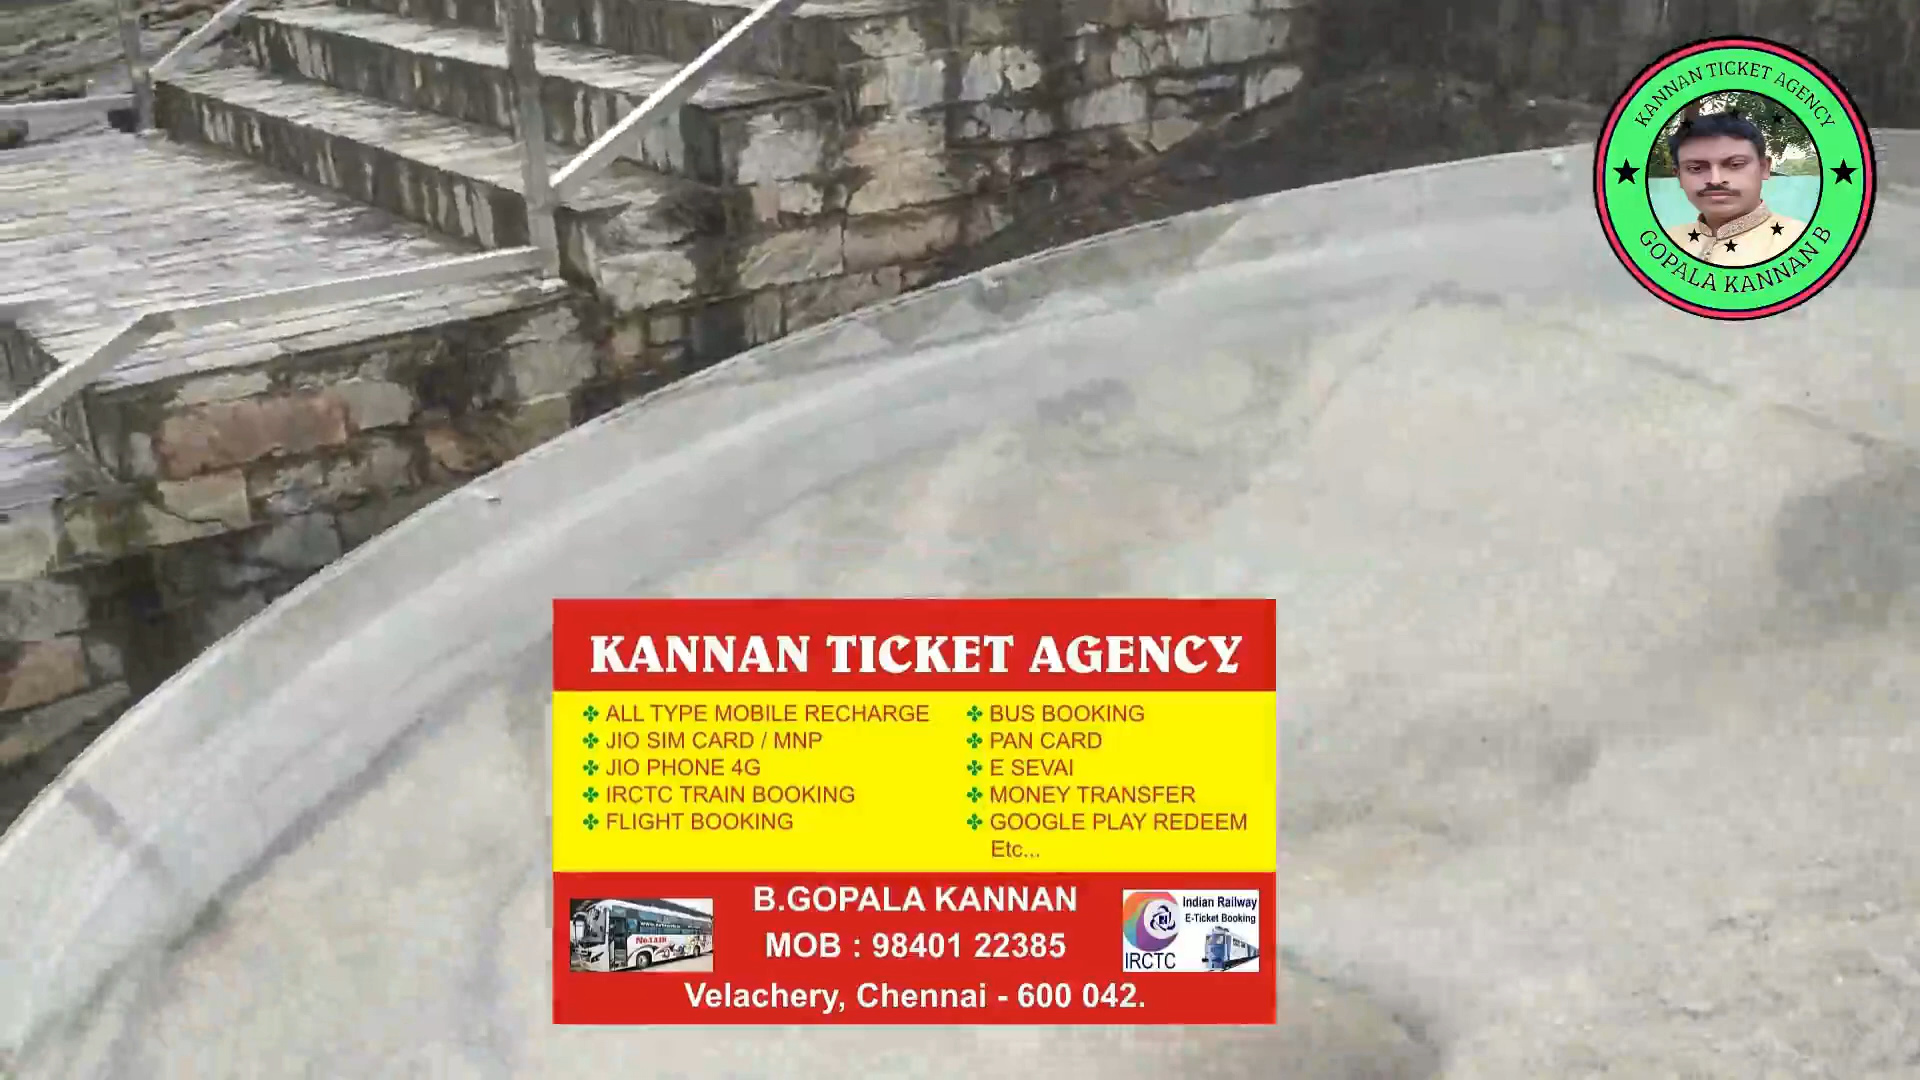 KANNAN TICKET AGENCY
GOPALA KANNAN B
KANNAN TICKET AGENCY
ALL TYPE MOBILE RECHARGE
JIO SIM CARD / MNP
JIO PHONE 4G
IRCTC TRAIN BOOKING
FLIGHT BOOKING
BUS BOOKING
PAN CARD
E SEVAI
MONEY TRANSFER
GOOGLE PLAY REDEEM
Etc...
B.GOPALA KANNAN
MOB : 98401 22385
Velachery, Chennai - 600 042.
Indian Railway
E-Ticket Booking
IRCTC